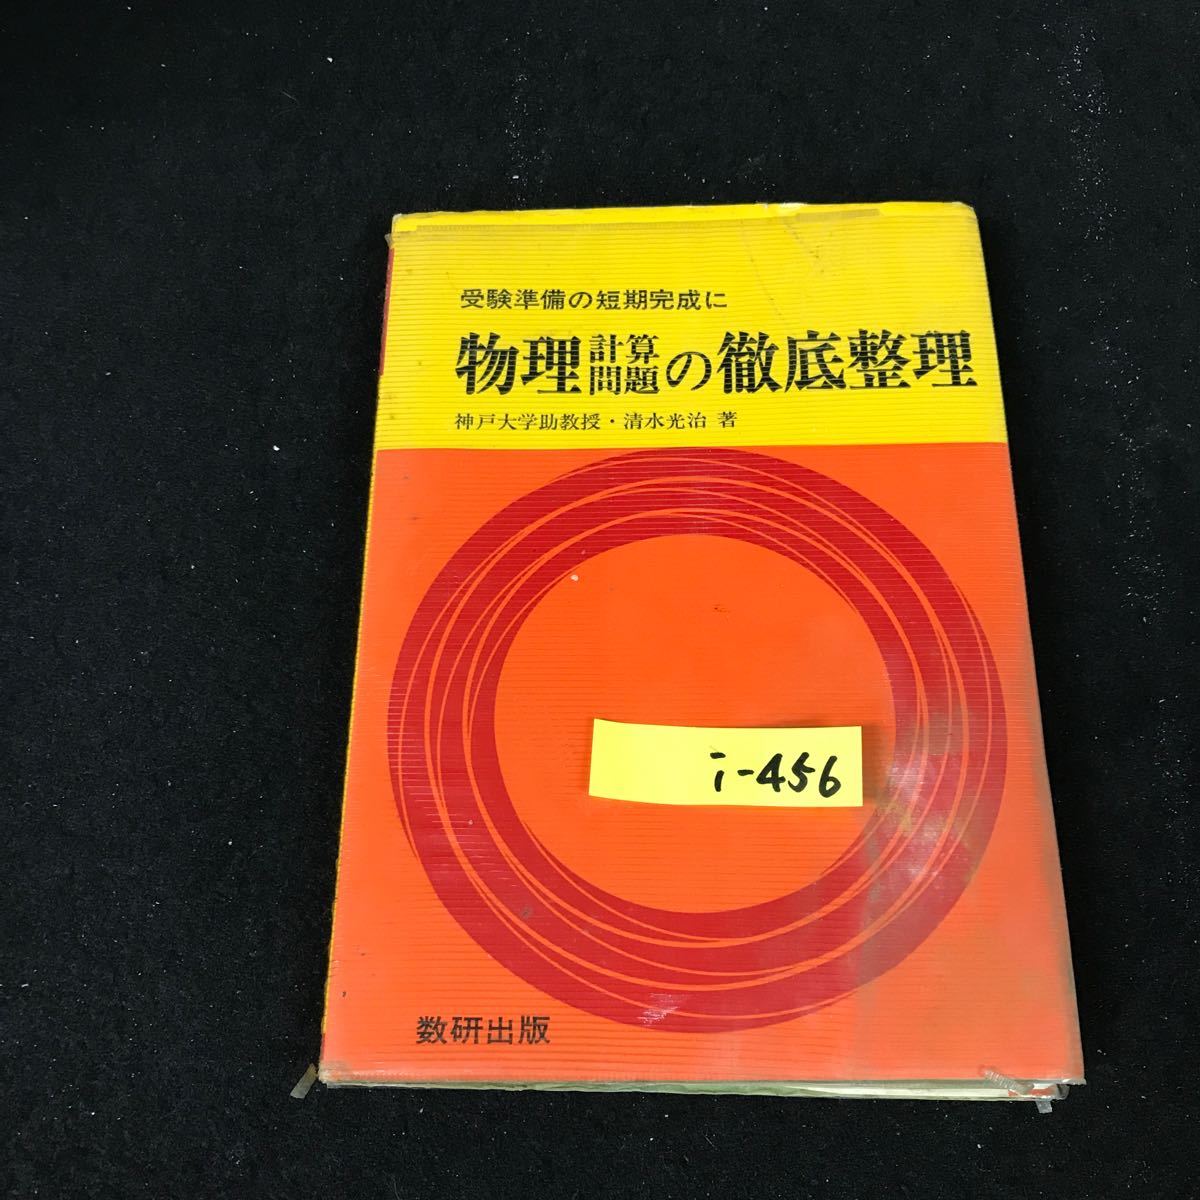 受験準備の短期完成に
物理計算問題の徹底整理
神戸大学助教授・清水光治 著
i-456
数研出版